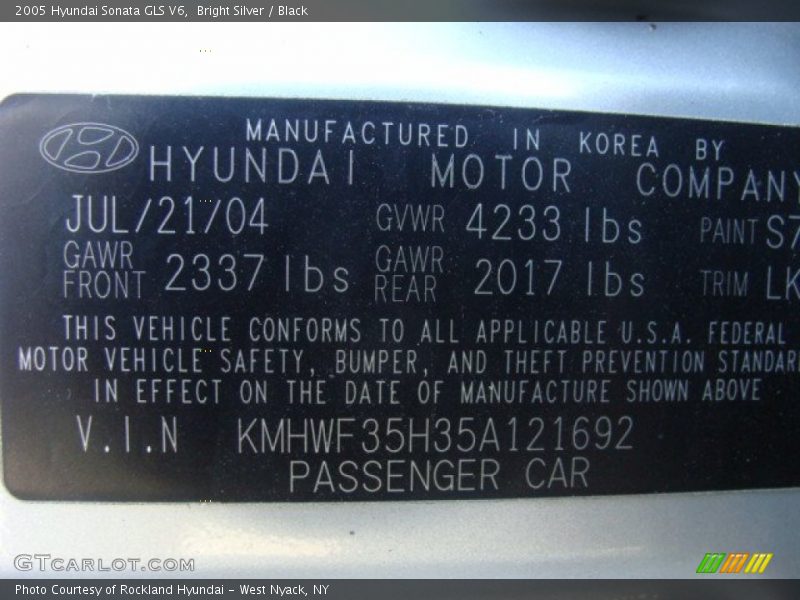 2005 Hyundai Sonata GLS V6,  Bright Silver / Black
MANUFACTURED IN KOREA BY
HYUNDAI MOTOR COMPANY
JUL/21/04 GVWR 4233 lbs PAINT S7
GAWR FRONT 2337 lbs GAWR REAR 2017 lbs TRIM LK
THIS VEHICLE CONFORMS TO ALL APPLICABLE U.S.A. FEDERAL
MOTOR VEHICLE SAFETY, BUMPER, AND THEFT PREVENTION STANDAR
IN EFFECT ON THE DATE OF MANUFACTURE SHOWN ABOVE
V.I.N KMHWF35H35A121692
PASSENGER CAR
GTCARLOT.COM
Photo Courtesy of Rockland Hyundai - West Nyack, NY